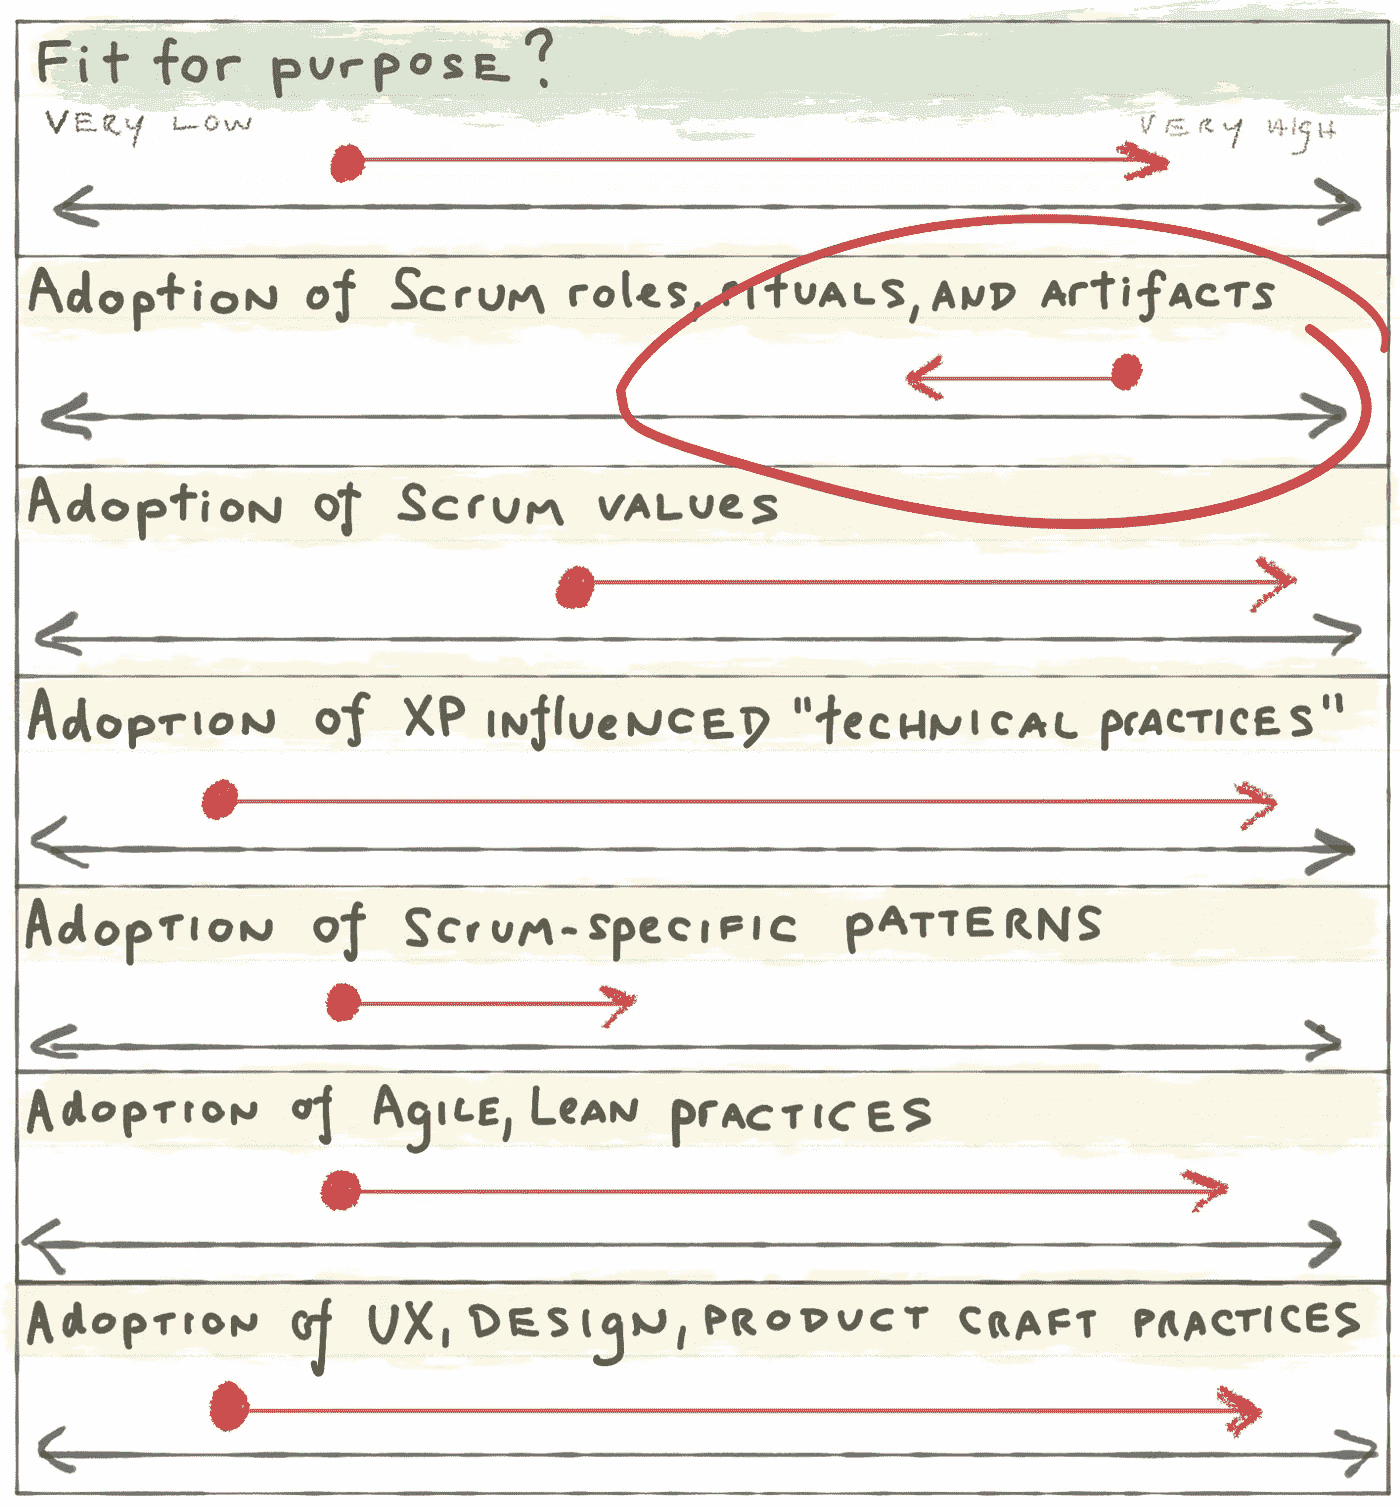 Fit for purpose?
VERY LOW
VERY HIGH
Adoption of Scrum roles, rituals, and artifacts
Adoption of Scrum values
Adoption of XP influenced "technical practices"
Adoption of Scrum-specific patterns
Adoption of Agile, Lean practices
Adoption of UX, Design, Product craft practices